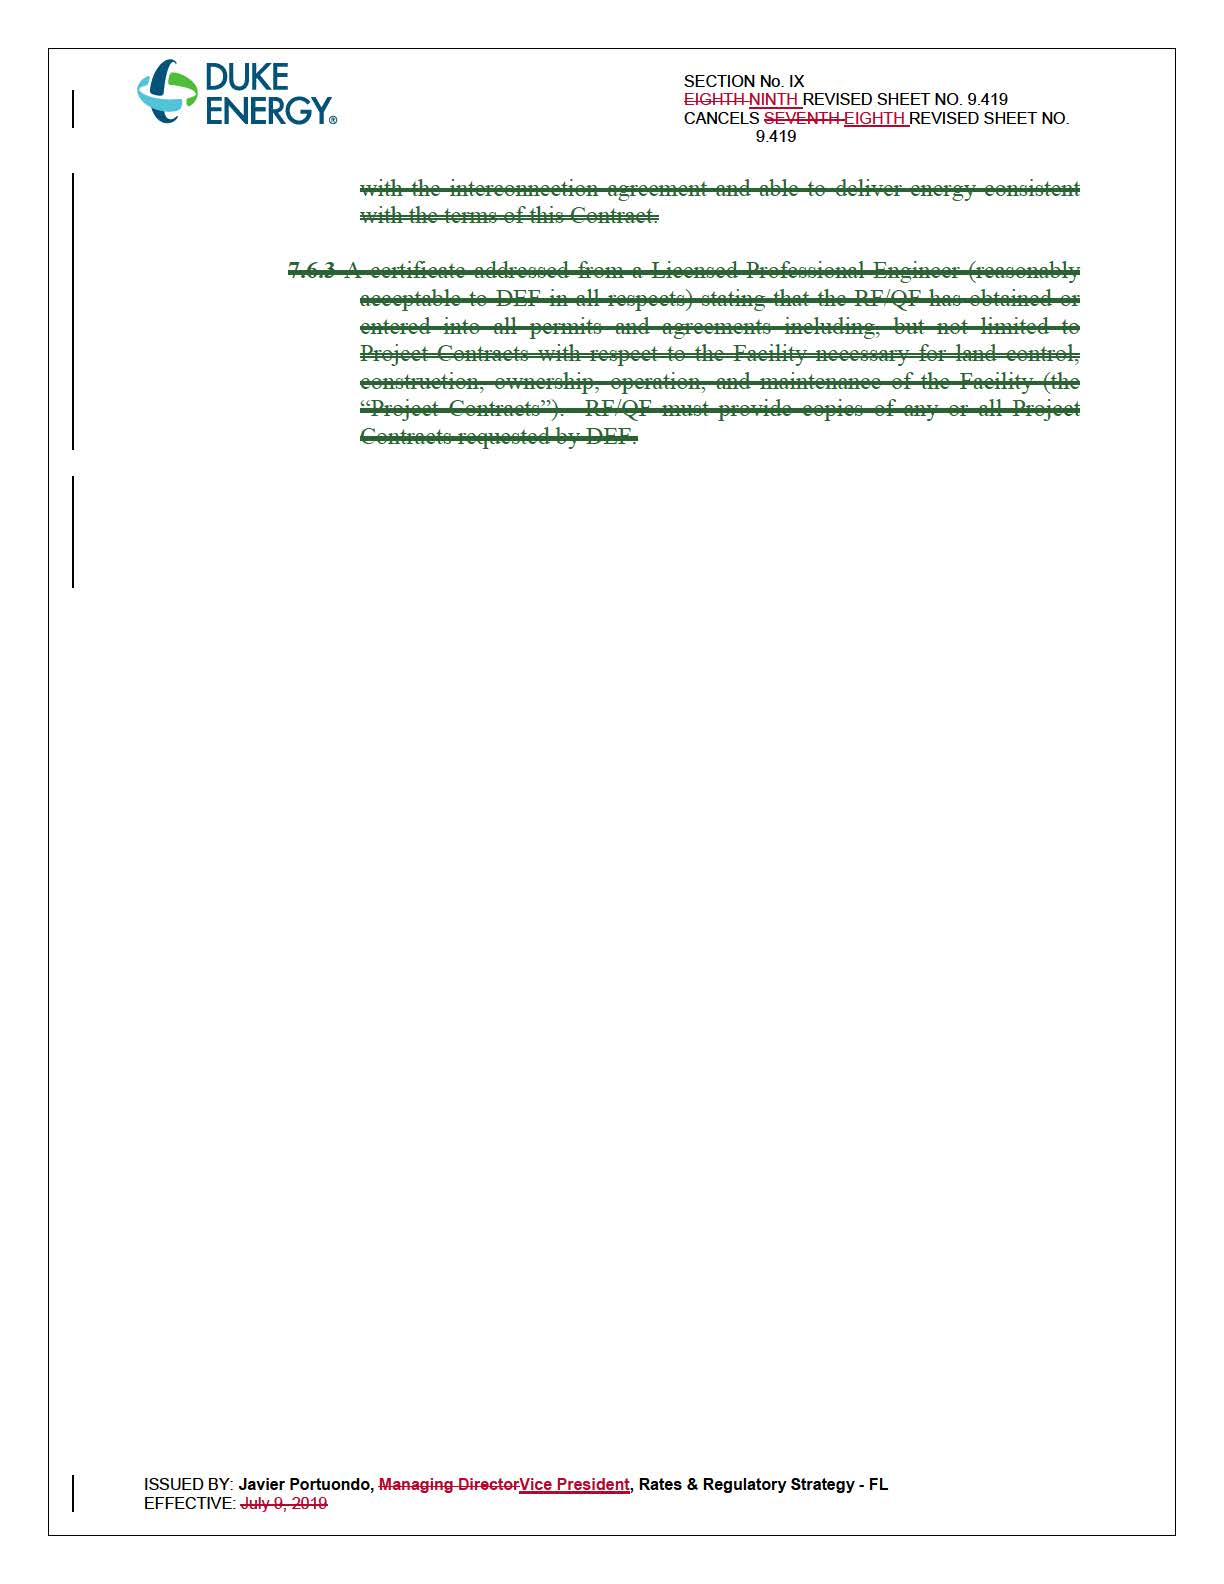 DUKE
ENERGY®
SECTION No. IX
EIGHTH NINTH REVISED SHEET NO. 9.419
CANCELS SEVENTH EIGHTH REVISED SHEET NO.
9.419
with the interconnection agreement and able to deliver energy consistent
with the terms of this Contract.
7.6.3 A certificate addressed from a Licensed Professional Engineer (reasonably
acceptable to DEF in all respects) stating that the RF/QF has obtained or
entered into all permits and agreements including, but not limited to
Project Contracts with respect to the Facility necessary for land control,
construction, ownership, operation, and maintenance of the Facility (the
“Project Contracts”). RF/QF must provide copies of any or all Project
Contracts requested by DEF.
ISSUED BY: Javier Portuondo, Managing DirectorVice President, Rates & Regulatory Strategy - FL
EFFECTIVE: July 9, 2019